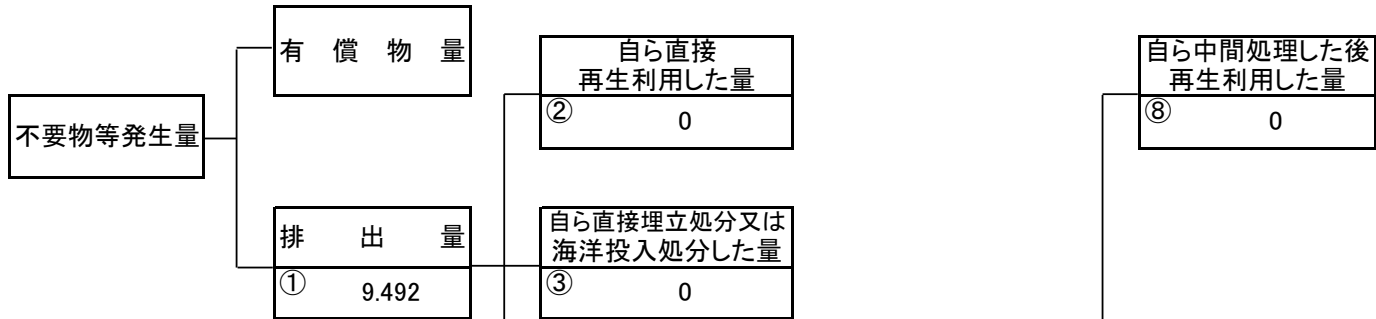 有償物量
自ら直接
再生利用した量
② 0
自ら中間処理した後
再生利用した量
⑧ 0
不要物等発生量
排出量
① 9.492
自ら直接埋立処分又は
海洋投入処分した量
③ 0